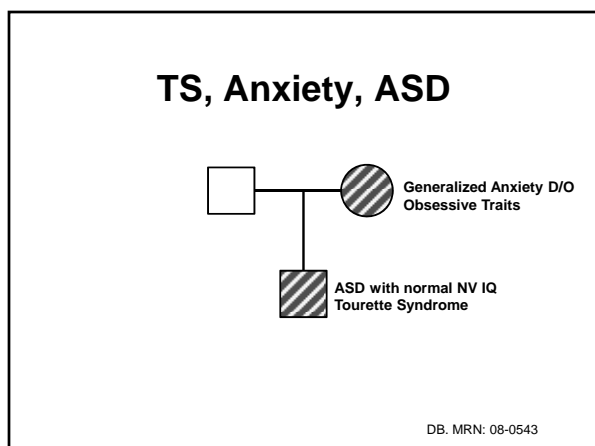 TS, Anxiety, ASD
Generalized Anxiety D/O
Obsessive Traits
ASD with normal NV IQ
Tourette Syndrome
DB. MRN: 08-0543